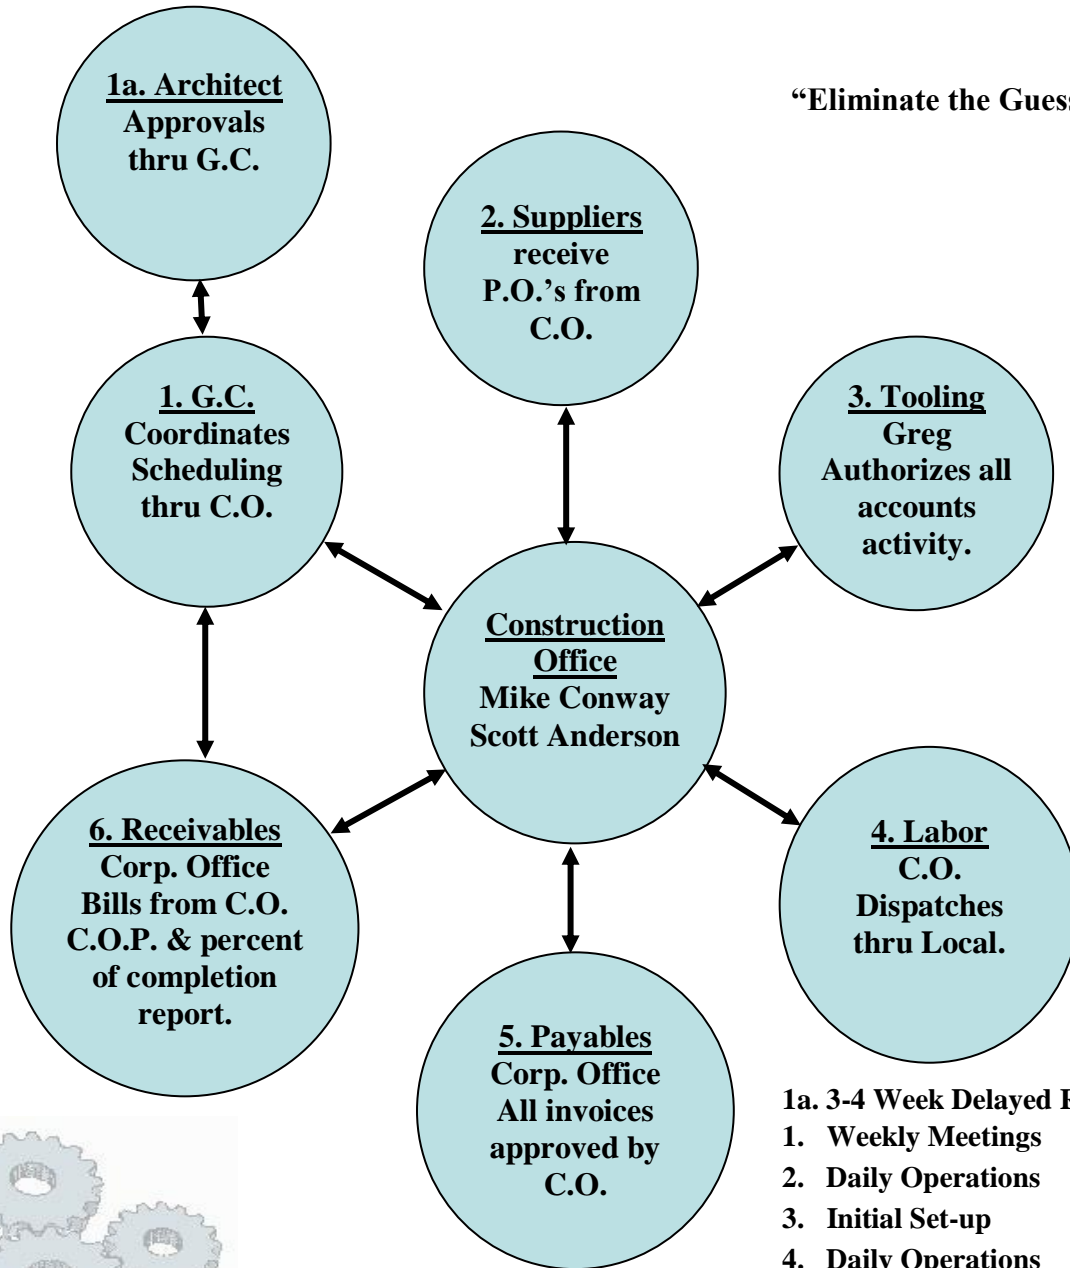 1a. Architect
Approvals
thru G.C.
“Eliminate the Guess
2. Suppliers
receive
P.O.’s from
C.O.
1. G.C.
Coordinates
Scheduling
thru C.O.
3. Tooling
Greg
Authorizes all
accounts
activity.
Construction
Office
Mike Conway
Scott Anderson
6. Receivables
Corp. Office
Bills from C.O.
C.O.P. & percent
of completion
report.
4. Labor
C.O.
Dispatches
thru Local.
5. Payables
Corp. Office
All invoices
approved by
C.O.
1a. 3-4 Week Delayed
1. Weekly Meetings
2. Daily Operations
3. Initial Set-up
4. Daily Operations